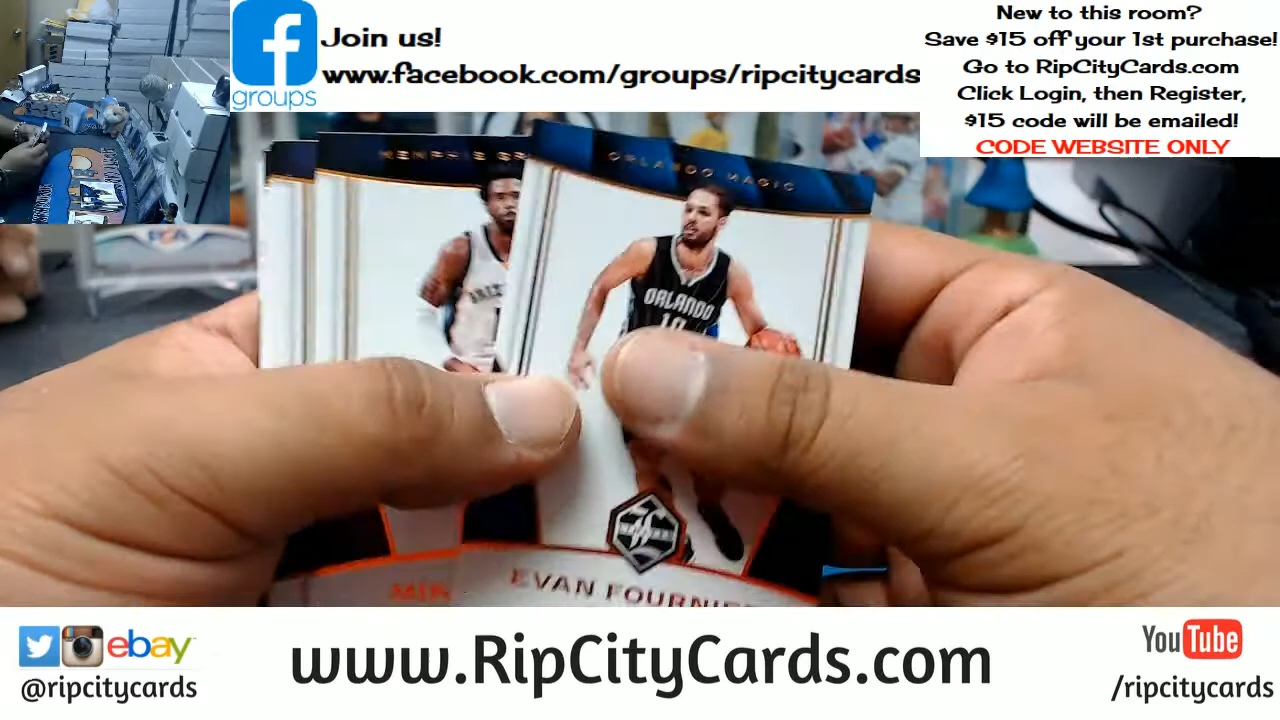 Join us!
www.facebook.com/groups/ripcitycards
groups
New to this room?
Save $15 off your 1st purchase!
Go to RipCityCards.com
Click Login, then Register,
$15 code will be emailed!
CODE WEBSITE ONLY
MEMPHIS GR
ORLANDO MAGIC
ORLANDO
10
EVAN FOURNIE
ebay
@ripcitycards
www.RipCityCards.com
YouTube
/ripcitycards